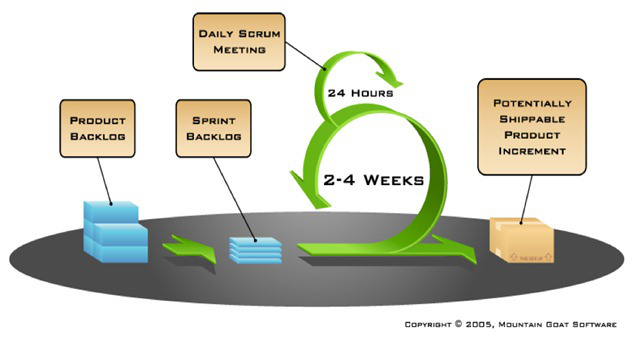 DAILY SCRUM
MEETING
24 HOURS
PRODUCT
BACKLOG
SPRINT
BACKLOG
POTENTIALLY
SHIPPABLE
PRODUCT
INCREMENT
2-4 WEEKS
COPYRIGHT © 2005, MOUNTAIN GOAT SOFTWARE